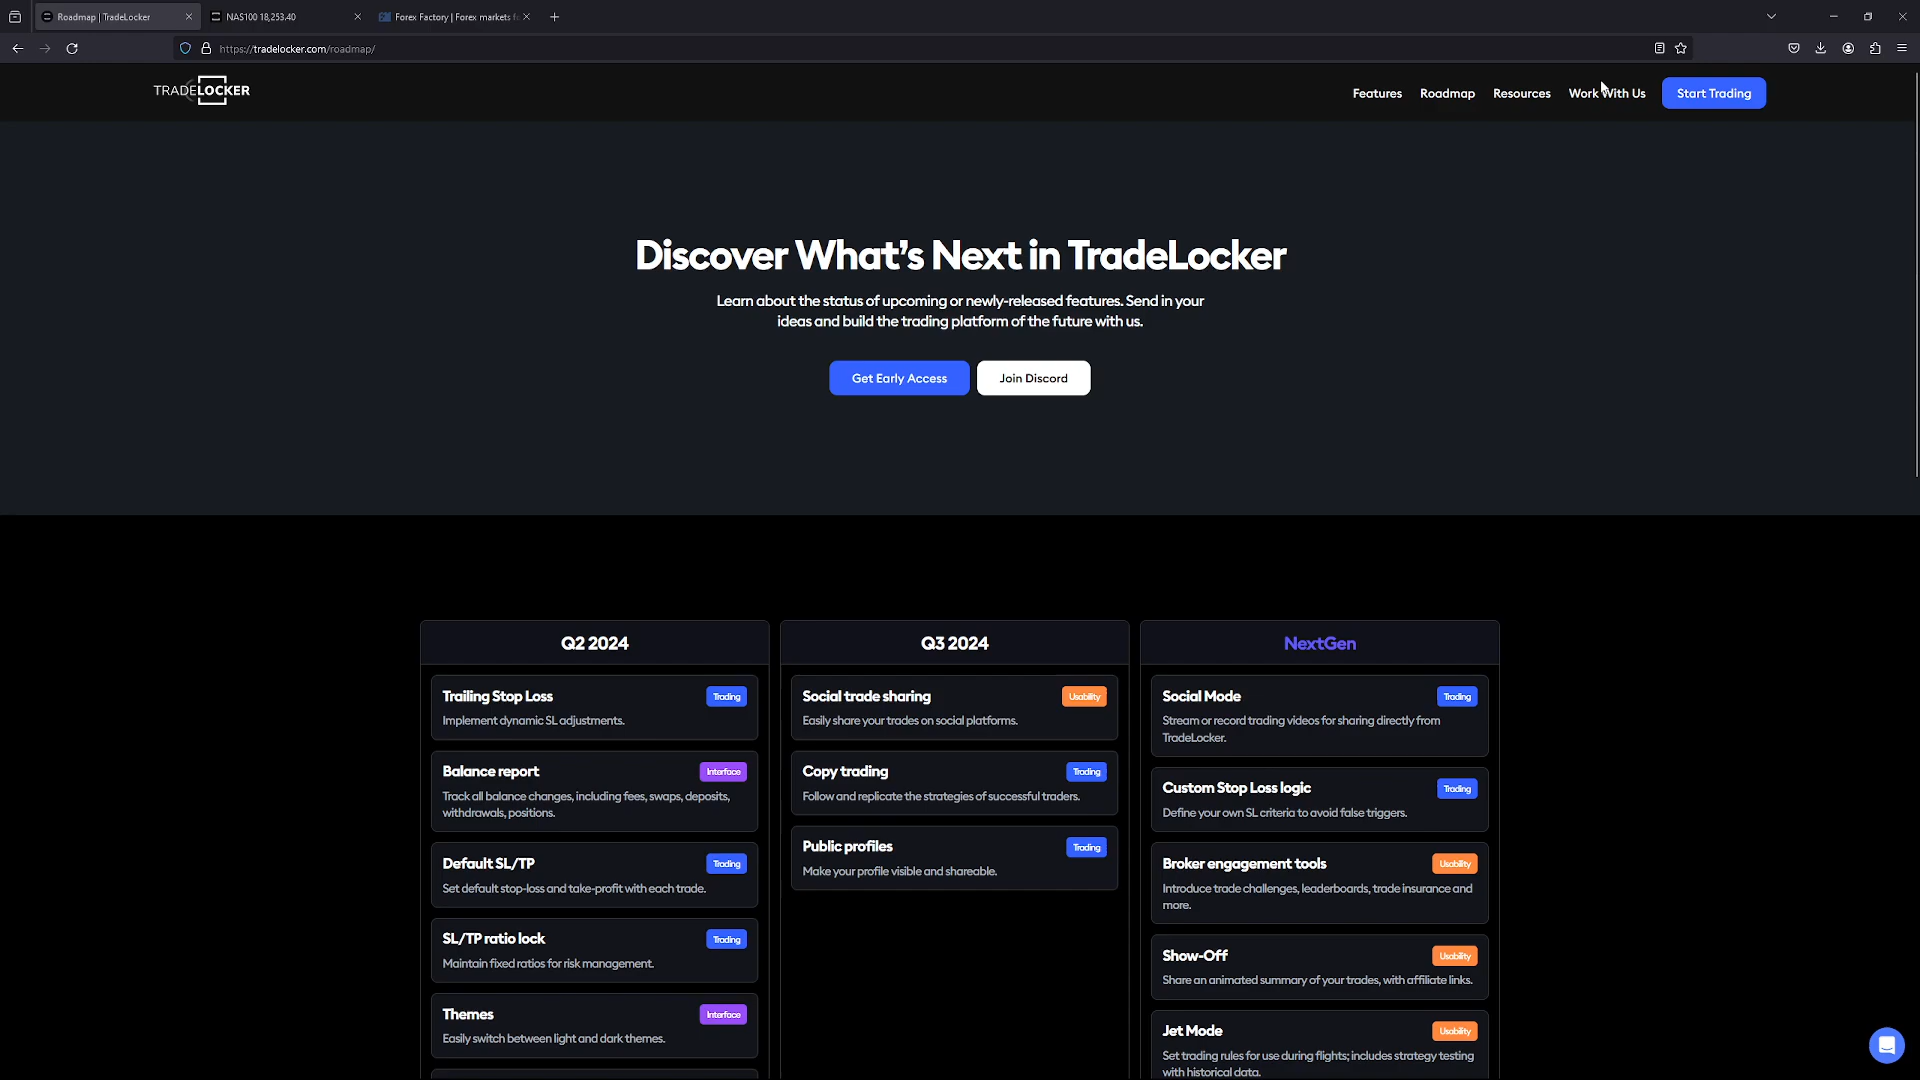 Roadmap | TradeLocker
NAS100 18,253.40
Forex Factory | Forex markets f
https://tradelocker.com/roadmap/
TRADELOCKER
Features
Roadmap
Resources
Work With Us
Start Trading
Discover What's Next in TradeLocker
Learn about the status of upcoming or newly-released features. Send in your
ideas and build the trading platform of the future with us.
Get Early Access
Join Discord
Q2 2024
Trailing Stop Loss
Trading
Implement dynamic SL adjustments.
Balance report
Interface
Track all balance changes, including fees, swaps, deposits,
withdrawals, positions.
Default SL/TP
Trading
Set default stop-loss and take-profit with each trade.
SL/TP ratio lock
Trading
Maintain fixed ratios for risk management.
Themes
Interface
Easily switch between light and dark themes.
Q3 2024
Social trade sharing
Usability
Easily share your trades on social platforms.
Copy trading
Trading
Follow and replicate the strategies of successful traders.
Public profiles
Trading
Make your profile visible and shareable.
NextGen
Social Mode
Trading
Stream or record trading videos for sharing directly from
TradeLocker.
Custom Stop Loss logic
Trading
Define your own SL criteria to avoid false triggers.
Broker engagement tools
Usability
Introduce trade challenges, leaderboards, trade insurance and
more.
Show-Off
Usability
Share an animated summary of your trades, with affiliate links.
Jet Mode
Usability
Set trading rules for use during flights; includes strategy testing
with historical data.